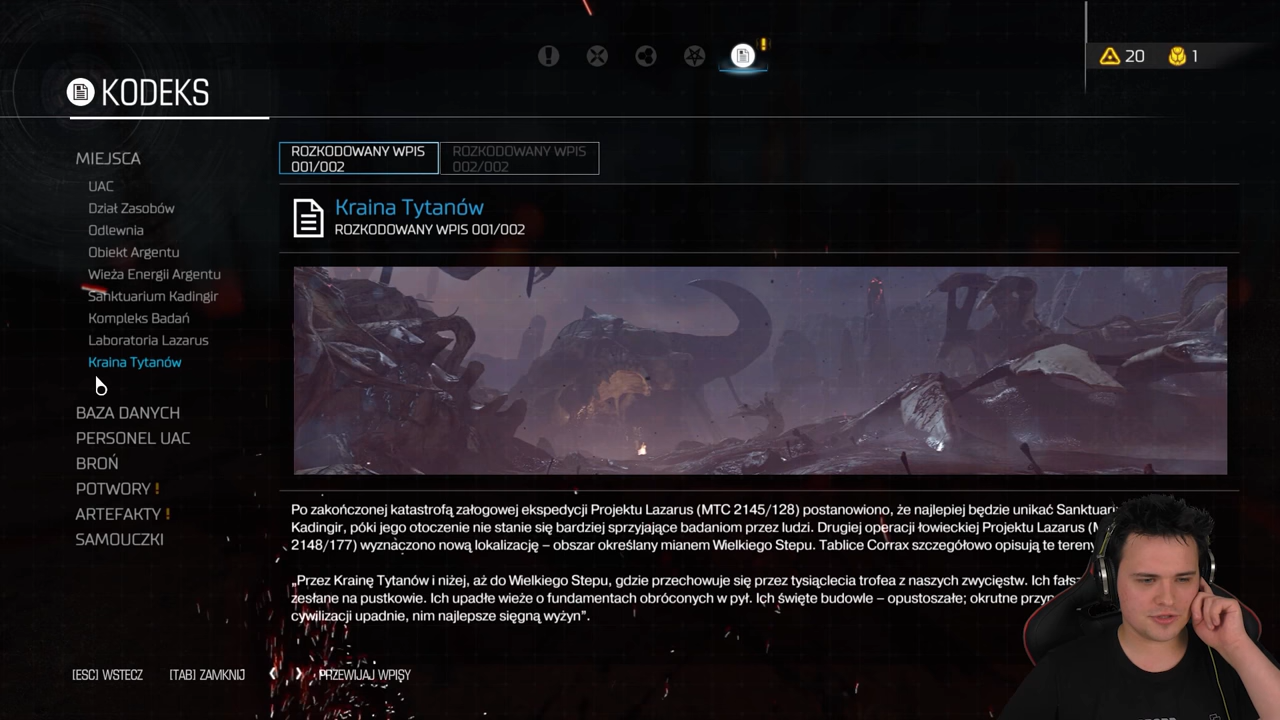 20
1
KODEKS
MIEJSCA
UAC
Dział Zasobów
Odlewnia
Obiekt Argentu
Wieża Energii Argentu
Sanktuarium Kadingir
Kompleks Badań
Laboratoria Lazarus
Kraina Tytanów
BAZA DANYCH
PERSONEL UAC
BROŃ
POTWORY !
ARTEFAKTY !
SAMOUCZKI
ROZKODOWANY WPIS
001/002
ROZKODOWANY WPIS
002/002
Kraina Tytanów
ROZKODOWANY WPIS 001/002
Po zakończonej katastrofą załogowej ekspedycji Projektu Lazarus (MTC 2145/128) postanowiono, że najlepiej będzie unikać
Kadingir, póki jego otoczenie nie stanie się bardziej sprzyjające badaniom przez ludzi. Drugiej operacji łowieckiej Projektu Lazarus
2148/177) wyznaczono nową lokalizację – obszar określany mianem Wielkiego Stepu. Tablice Corrax szczegółowo opisują te tereny
„Przez Krainę Tytanów i niżej, aż do Wielkiego Stepu, gdzie przechowuje się przez tysiąclecia trofea z naszych zwycięstw. Ich
zesłane na pustkowie. Ich upadłe wieże o fundamentach obróconych w pył. Ich święte budowle – opustoszałe; okrutne
cywilizacji upadnie, nim najlepsze sięgną wyżyn”.
[ESC] WSTECZ
[TAB] ZAMKNIJ
PRZEWIJAJ WPISY